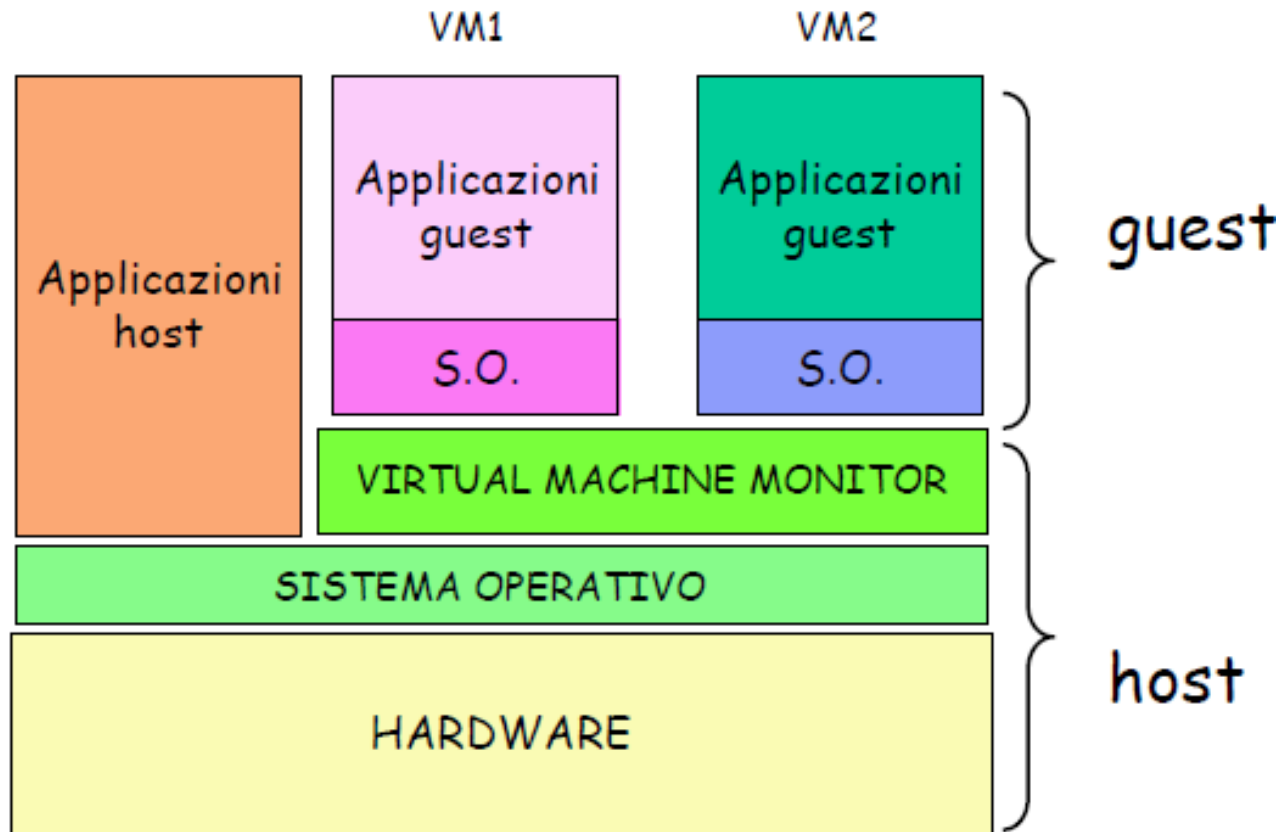 VM1
VM2
Applicazioni
host
Applicazioni
guest
S.O.
Applicazioni
guest
S.O.
guest
VIRTUAL MACHINE MONITOR
SISTEMA OPERATIVO
HARDWARE
host